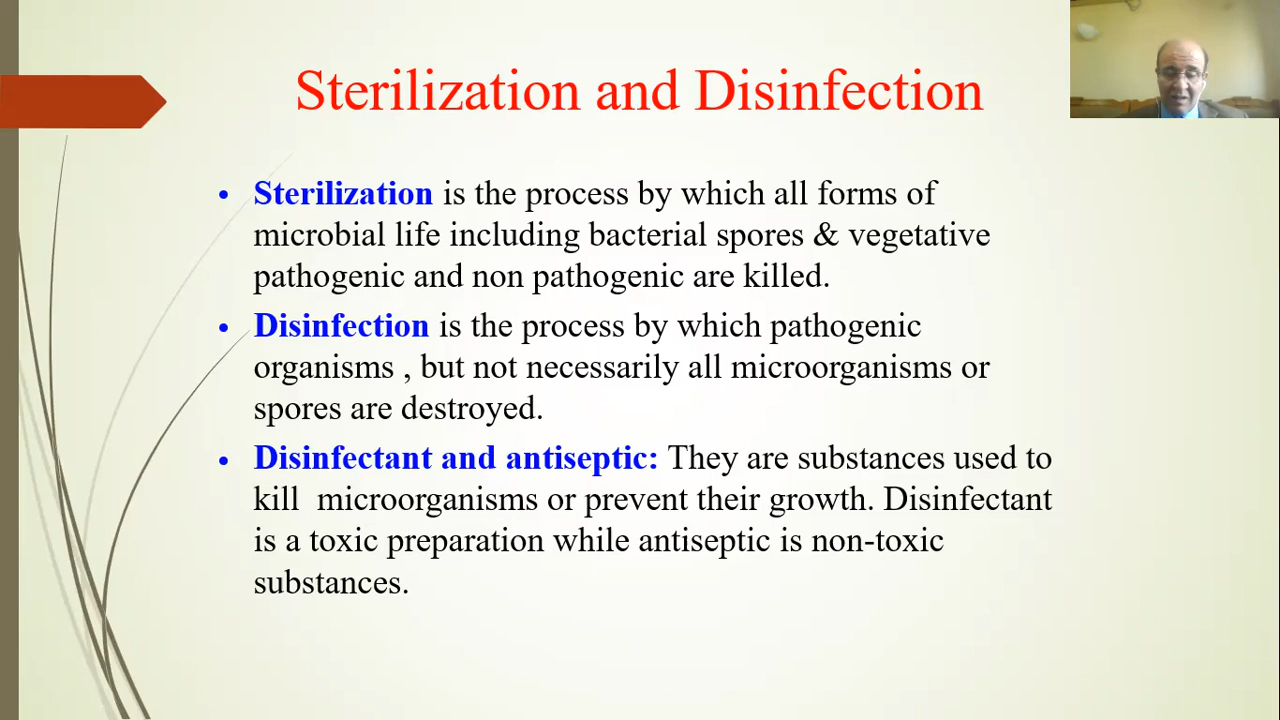 Sterilization and Disinfection
• Sterilization is the process by which all forms of
microbial life including bacterial spores & vegetative
pathogenic and non pathogenic are killed.
• Disinfection is the process by which pathogenic
organisms , but not necessarily all microorganisms or
spores are destroyed.
• Disinfectant and antiseptic: They are substances used to
kill  microorganisms or prevent their growth. Disinfectant
is a toxic preparation while antiseptic is non-toxic
substances.